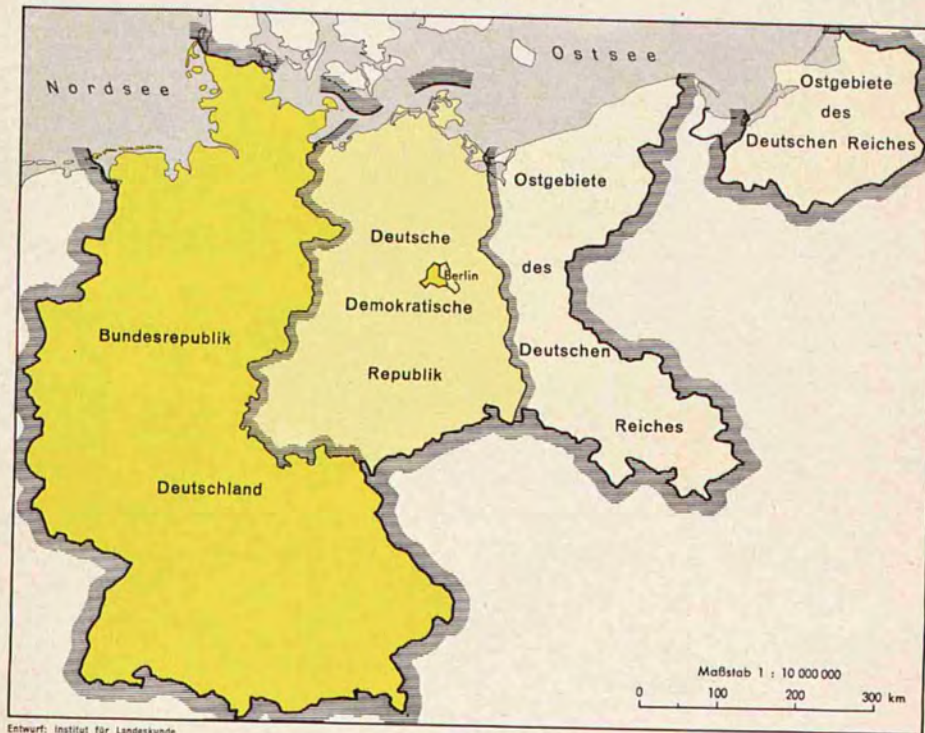 Nordsee
Ostsee
Ostgebiete
des
Deutschen Reiches
Ostgebiete
des
Deutschen
Reiches
Deutsche
Berlin
Demokratische
Republik
Bundesrepublik
Deutschland
Maßstab 1 : 10 000 000
0 100 200 300 km
Entwurf: Institut für Landeskunde